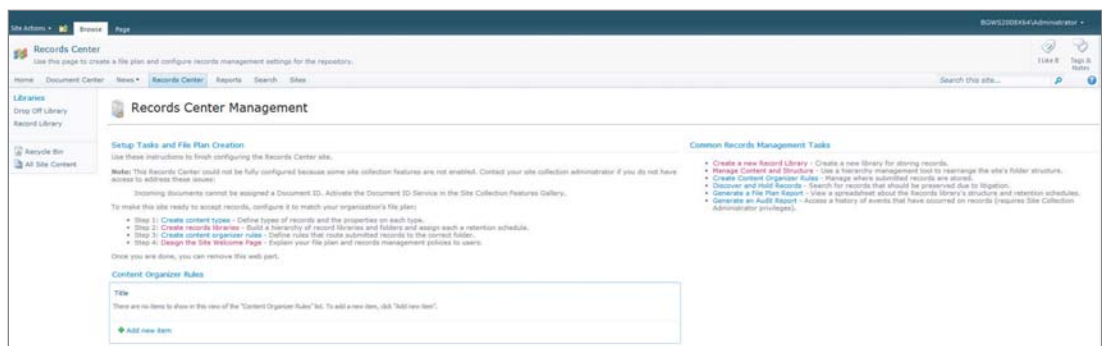 Site Actions
Browse
Page
BGWS2008X64\Administrator
Records Center
Use this page to create a file plan and configure records management settings for the repository.
I Like It
Tags & Notes
Home
Document Center
News
Records Center
Reports
Search
Sites
Search this site...
Libraries
Drop Off Library
Record Library
Recycle Bin
All Site Content
Records Center Management
Setup Tasks and File Plan Creation
Use these instructions to finish configuring the Records Center site.
Note: This Records Center could not be fully configured because some site collection features are not enabled. Contact your site collection administrator if you do not have
access to address these issues:
Incoming documents cannot be assigned a Document ID. Activate the Document ID Service in the Site Collection Features Gallery.
To make this site ready to accept records, configure it to match your organization's file plan:
Step 1: Create content types - Define types of records and the properties on each type.
Step 2: Create records libraries - Build a hierarchy of record libraries and folders and assign each a retention schedule.
Step 3: Create content organizer rules - Define rules that route submitted records to the correct folder.
Step 4: Design the Site Welcome Page - Explain your file plan and records management policies to users.
Once you are done, you can remove this web part.
Content Organizer Rules
Title
There are no items to show in this view of the "Content Organizer Rules" list. To add a new item, click "Add new item".
Add new item
Common Records Management Tasks
Create a new Record Library - Create a new library for storing records.
Manage Content and Structure - Use a hierarchy management tool to rearrange the site's folder structure.
Create Content Organizer Rules - Manage where submitted records are stored.
Discover and Hold Records - Search for records that should be preserved due to litigation.
Generate a File Plan Report - View a spreadsheet about the Records library's structure and retention schedules.
Generate an Audit Report - Access a history of events that have occurred on records (requires Site Collection
Administrator privileges).